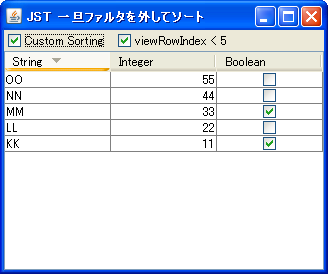 JST 一旦ファルタを外してソート
Custom Sorting viewRowIndex < 5
String Integer Boolean
OO 55
NN 44
MM 33
LL 22
KK 11